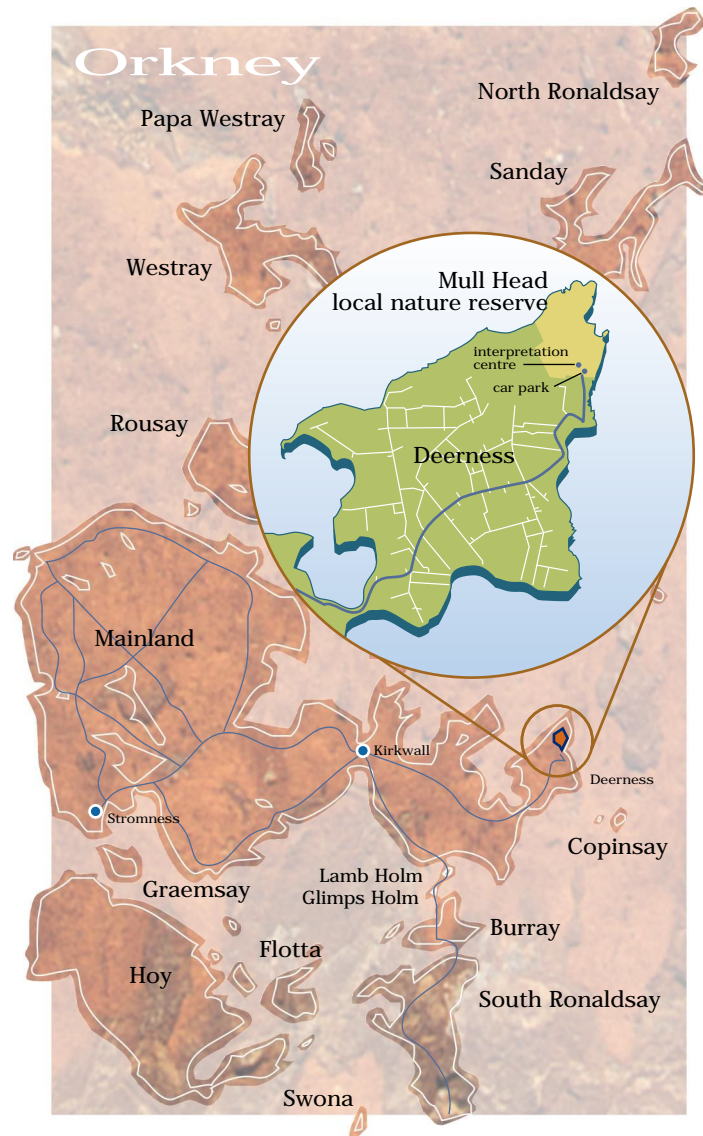 Orkney
North Ronaldsay
Papa Westray
Sanday
Westray
Mull Head
local nature reserve
interpretation
centre
car park
Rousay
Deerness
Mainland
Kirkwall
Deerness
Stromness
Copinsay
Lamb Holm
Glimps Holm
Graemsay
Burray
Flotta
Hoy
South Ronaldsay
Swona